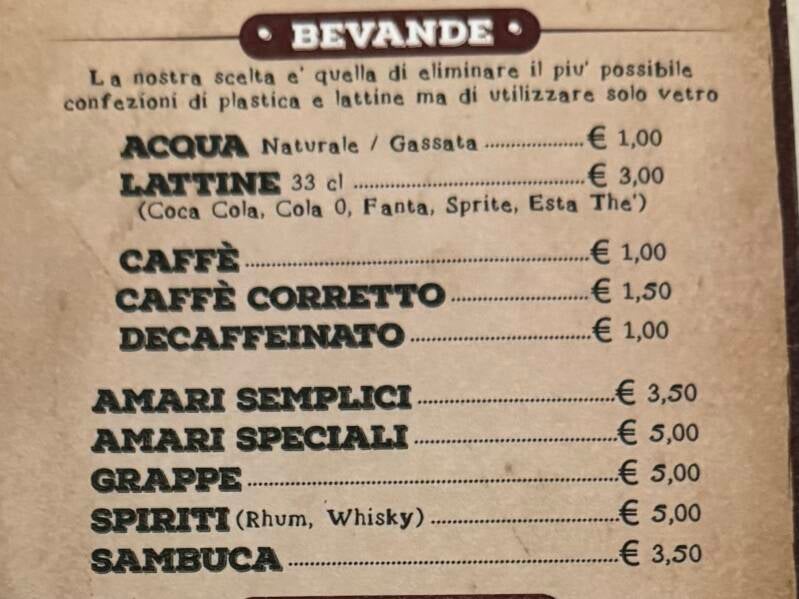 BEVANDE
La nostra scelta e' quella di eliminare il piu' possibile
confezioni di plastica e lattine ma di utilizzare solo vetro
ACQUA Naturale / Gassata ..................€ 1,00
LATTINE 33 cl ..........................................€ 3,00
(Coca Cola, Cola 0, Fanta, Sprite, Esta The')
CAFFÈ ..............................................................€ 1,00
CAFFÈ CORRETTO .........................€ 1,50
DECAFFEINATO .................................€ 1,00
AMARI SEMPLICI ....................................€ 3,50
AMARI SPECIALI .....................................€ 5,00
GRAPPE ....................................................................€ 5,00
SPIRITI (Rhum, Whisky) ..................................€ 5,00
SAMBUCA ............................................................€ 3,50